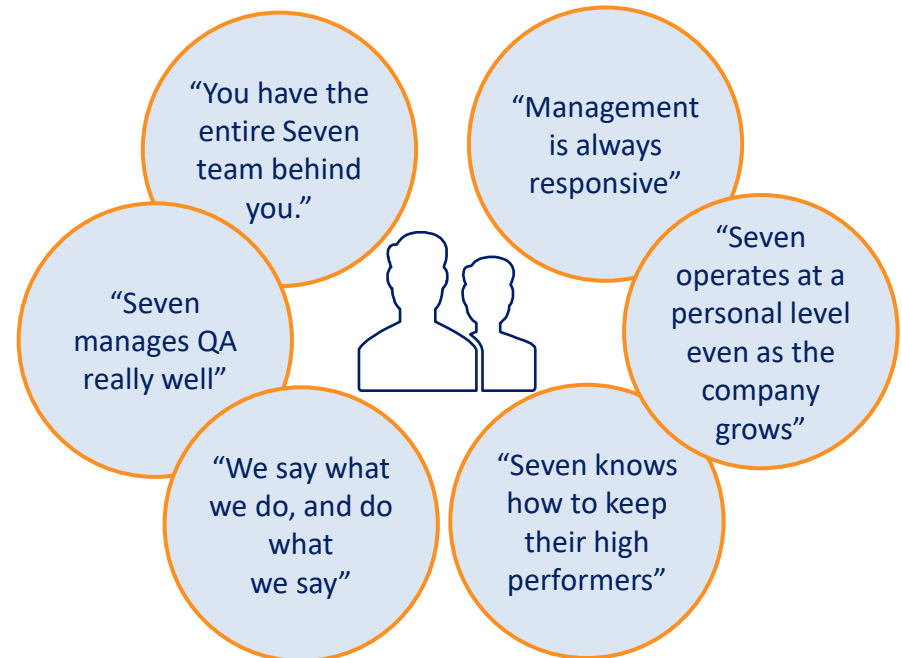 “You have the
entire Seven
team behind
you.”
“Management
is always
responsive”
“Seven
manages QA
really well”
“Seven
operates at a
personal level
even as the
company
grows”
“We say what
we do, and do
what
we say”
“Seven knows
how to keep
their high
performers”